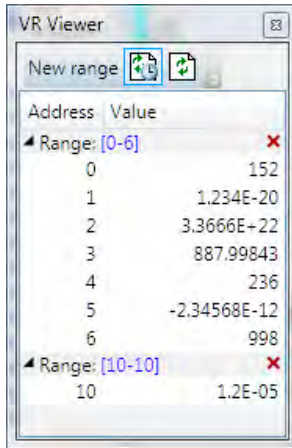 VR Viewer
New range
Address Value
Range: [0-6]
0 152
1 1.234E-20
2 3.3666E+22
3 887.99843
4 236
5 -2.34568E-12
6 998
Range: [10-10]
10 1.2E-05